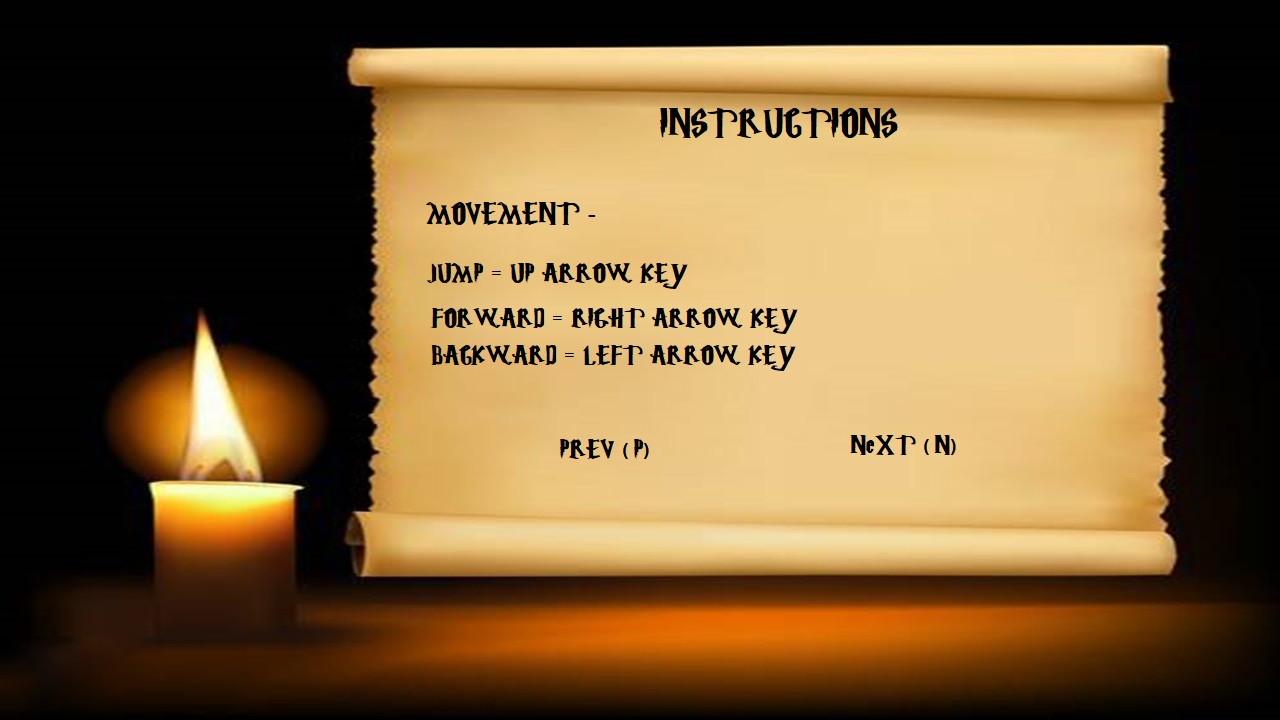 INSTRUCTIONS
MOVEMENT -
JUMP = UP ARROW KEY
FORWARD = RIGHT ARROW KEY
BACKWARD = LEFT ARROW KEY
PREV (P) NeXT (N)